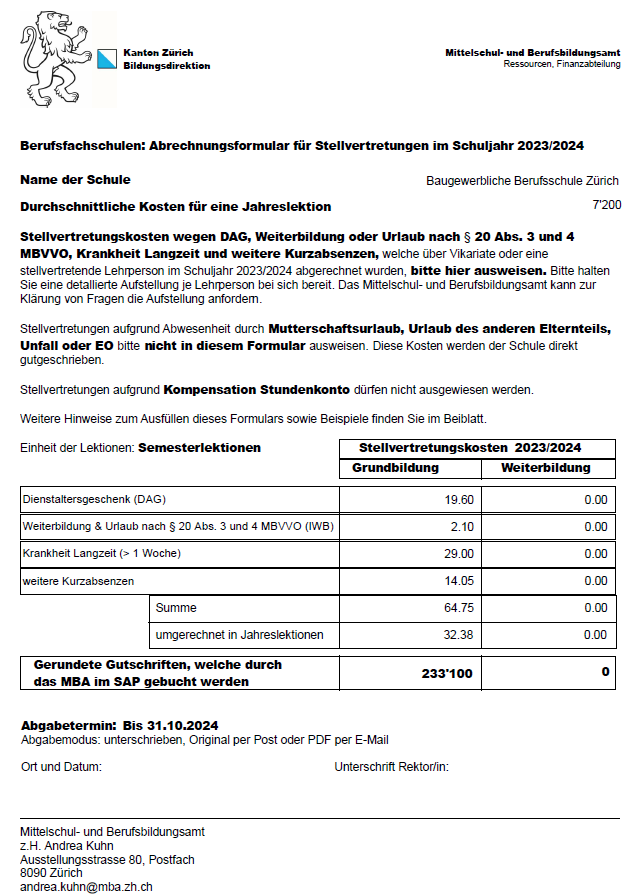 Kanton Zürich
Bildungsdirektion
Mittelschul- und Berufsbildungsamt
Ressourcen, Finanzabteilung
Berufsfachschulen: Abrechnungsformular für Stellvertretungen im Schuljahr 2023/2024
Name der Schule Baugewerbliche Berufsschule Zürich
Durchschnittliche Kosten für eine Jahreslektion 7'200
Stellvertretungskosten wegen DAG, Weiterbildung oder Urlaub nach § 20 Abs. 3 und 4
MBVVO, Krankheit Langzeit und weitere Kurzabsenzen, welche über Vikariate oder eine
stellvertretende Lehrperson im Schuljahr 2023/2024 abgerechnet wurden, bitte hier ausweisen. Bitte halten
Sie eine detallierte Aufstellung je Lehrperson bei sich bereit. Das Mittelschul- und Berufsbildungsamt kann zur
Klärung von Fragen die Aufstellung anfordern.
Stellvertretungen aufgrund Abwesenheit durch Mutterschaftsurlaub, Urlaub des anderen Elternteils,
Unfall oder EO bitte nicht in diesem Formular ausweisen. Diese Kosten werden der Schule direkt
gutgeschrieben.
Stellvertretungen aufgrund Kompensation Stundenkonto dürfen nicht ausgewiesen werden.
Weitere Hinweise zum Ausfüllen dieses Formulars sowie Beispiele finden Sie im Beiblatt.
Einheit der Lektionen: Semesterlektionen Stellvertretungskosten 2023/2024
Grundbildung Weiterbildung
Dienstaltersgeschenk (DAG) 19.60 0.00
Weiterbildung & Urlaub nach § 20 Abs. 3 und 4 MBVVO (IWB) 2.10 0.00
Krankheit Langzeit (> 1 Woche) 29.00 0.00
weitere Kurzabsenzen 14.05 0.00
Summe 64.75 0.00
umgerechnet in Jahreslektionen 32.38 0.00
Gerundete Gutschriften, welche durch
das MBA im SAP gebucht werden 233'100 0
Abgabetermin: Bis 31.10.2024
Abgabemodus: unterschrieben, Original per Post oder PDF per E-Mail
Ort und Datum: Unterschrift Rektor/in:
Mittelschul- und Berufsbildungsamt
z.H. Andrea Kuhn
Ausstellungsstrasse 80, Postfach
8090 Zürich
andrea.kuhn@mba.zh.ch